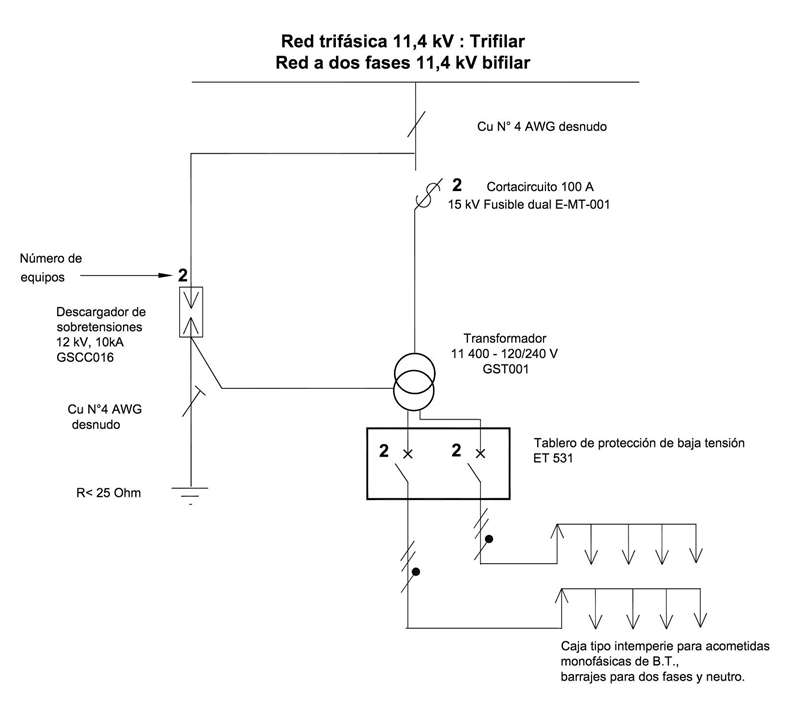 Red trifásica 11,4 kV : Trifilar
Red a dos fases 11,4 kV bifilar
Cu N° 4 AWG desnudo
2 Cortacircuito 100 A
15 kV Fusible dual E-MT-001
Número de
equipos
2
Descargador de
sobretensiones
12 kV, 10kA
GSCC016
Transformador
11 400 - 120/240 V
GST001
Cu N°4 AWG
desnudo
2 2
Tablero de protección de baja tensión
ET 531
R< 25 Ohm
Caja tipo intemperie para acometidas
monofásicas de B.T.,
barrajes para dos fases y neutro.